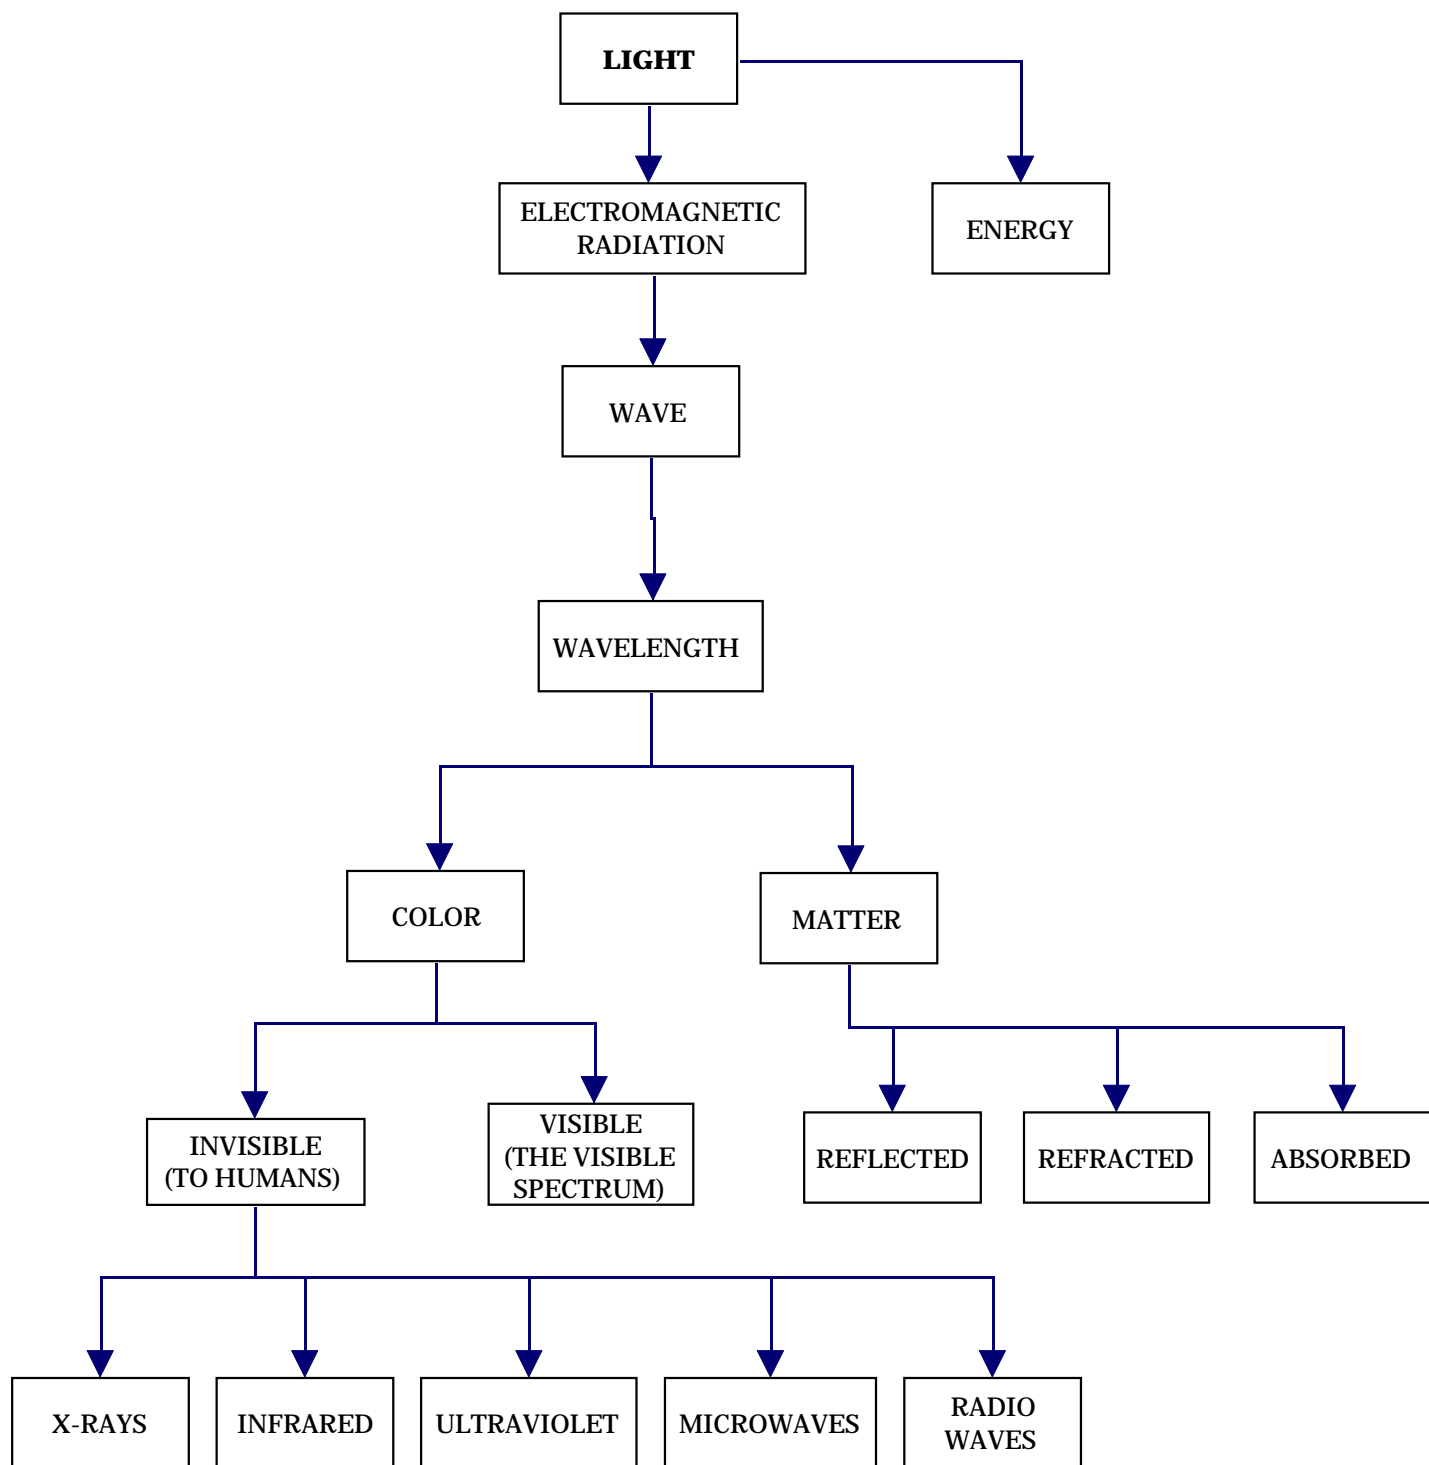 LIGHT
ELECTROMAGNETIC
RADIATION
ENERGY
WAVE
WAVELENGTH
COLOR
MATTER
INVISIBLE
(TO HUMANS)
VISIBLE
(THE VISIBLE
SPECTRUM)
REFLECTED
REFRACTED
ABSORBED
X-RAYS
INFRARED
ULTRAVIOLET
MICROWAVES
RADIO
WAVES